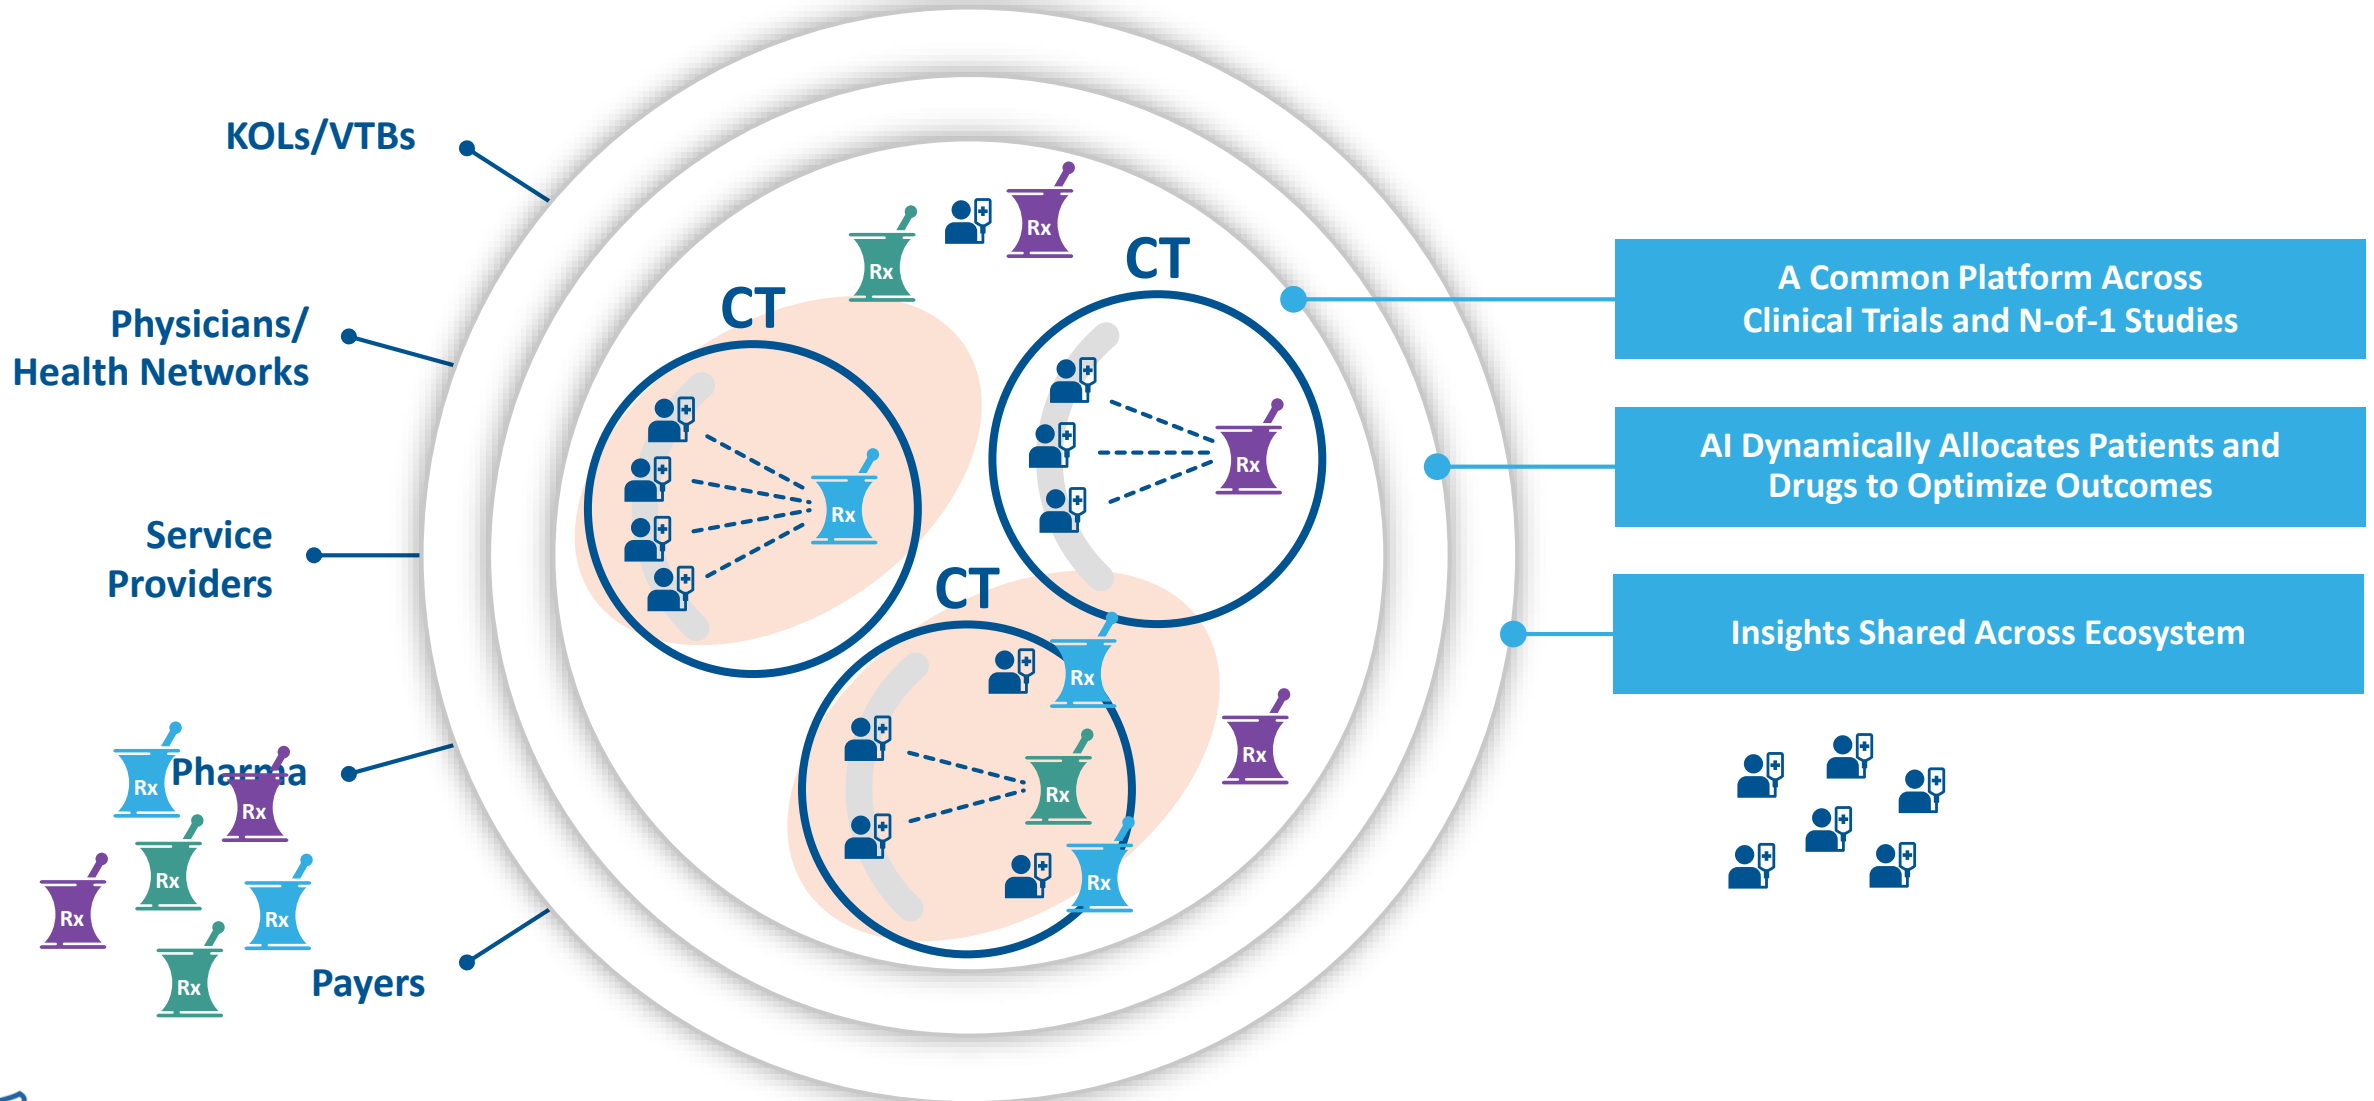 KOLs/VTBs
Physicians/
Health Networks
Service
Providers
Pharma
Payers
Rx
Rx
Rx
Rx
Rx
Rx
Rx
Rx
CT
CT
CT
Rx
Rx
Rx
Rx
Rx
Rx
A Common Platform Across
Clinical Trials and N-of-1 Studies
AI Dynamically Allocates Patients and
Drugs to Optimize Outcomes
Insights Shared Across Ecosystem